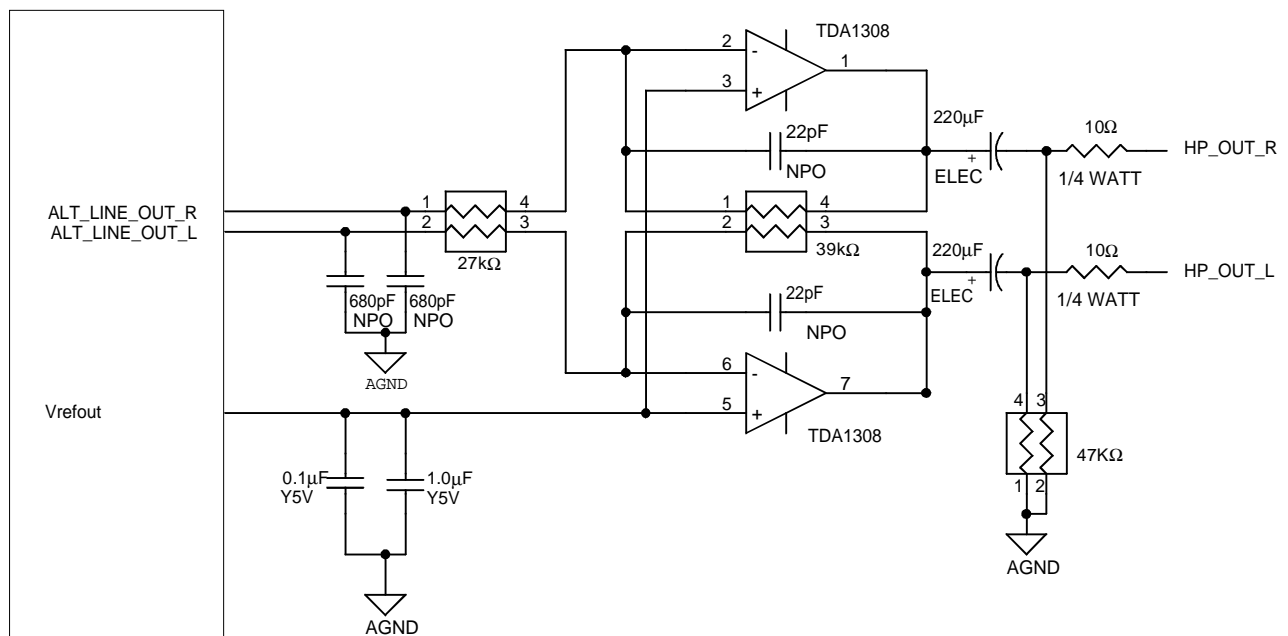 TDA1308
2
-
1
3
+
22pF
NPO
220µF
+
ELEC
10Ω
1/4 WATT
HP_OUT_R
ALT_LINE_OUT_R
1
4
ALT_LINE_OUT_L
2
3
27kΩ
1
4
2
3
39kΩ
220µF
+
ELEC
10Ω
1/4 WATT
HP_OUT_L
680pF
NPO
680pF
NPO
AGND
22pF
NPO
6
-
7
5
+
TDA1308
Vrefout
0.1µF
Y5V
1.0µF
Y5V
AGND
4
3
47KΩ
1
2
AGND